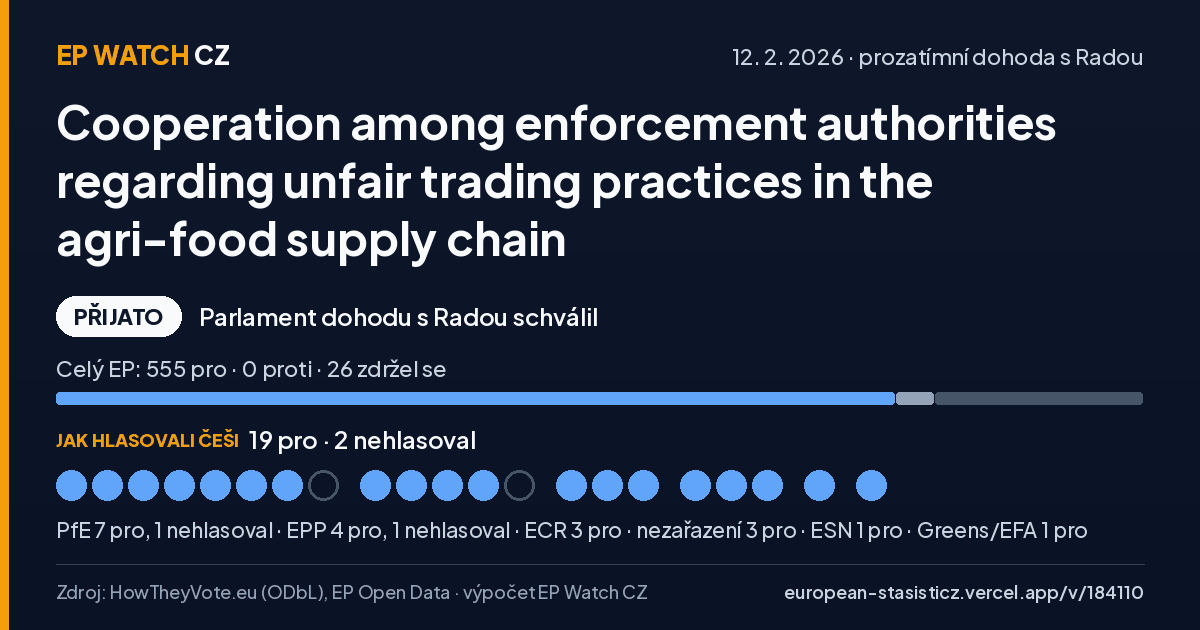 EP WATCH CZ
12. 2. 2026 · prozatímní dohoda s Radou
Cooperation among enforcement authorities
regarding unfair trading practices in the
agri-food supply chain
PŘIJATO Parlament dohodu s Radou schválil
Celý EP: 555 pro · 0 proti · 26 zdržel se
JAK HLASOVALI ČEŠI 19 pro · 2 nehlasoval
PfE 7 pro, 1 nehlasoval · EPP 4 pro, 1 nehlasoval · ECR 3 pro · nezařazení 3 pro · ESN 1 pro · Greens/EFA 1 pro
Zdroj: HowTheyVote.eu (ODbL), EP Open Data · výpočet EP Watch CZ
european-stasisticz.vercel.app/v/184110